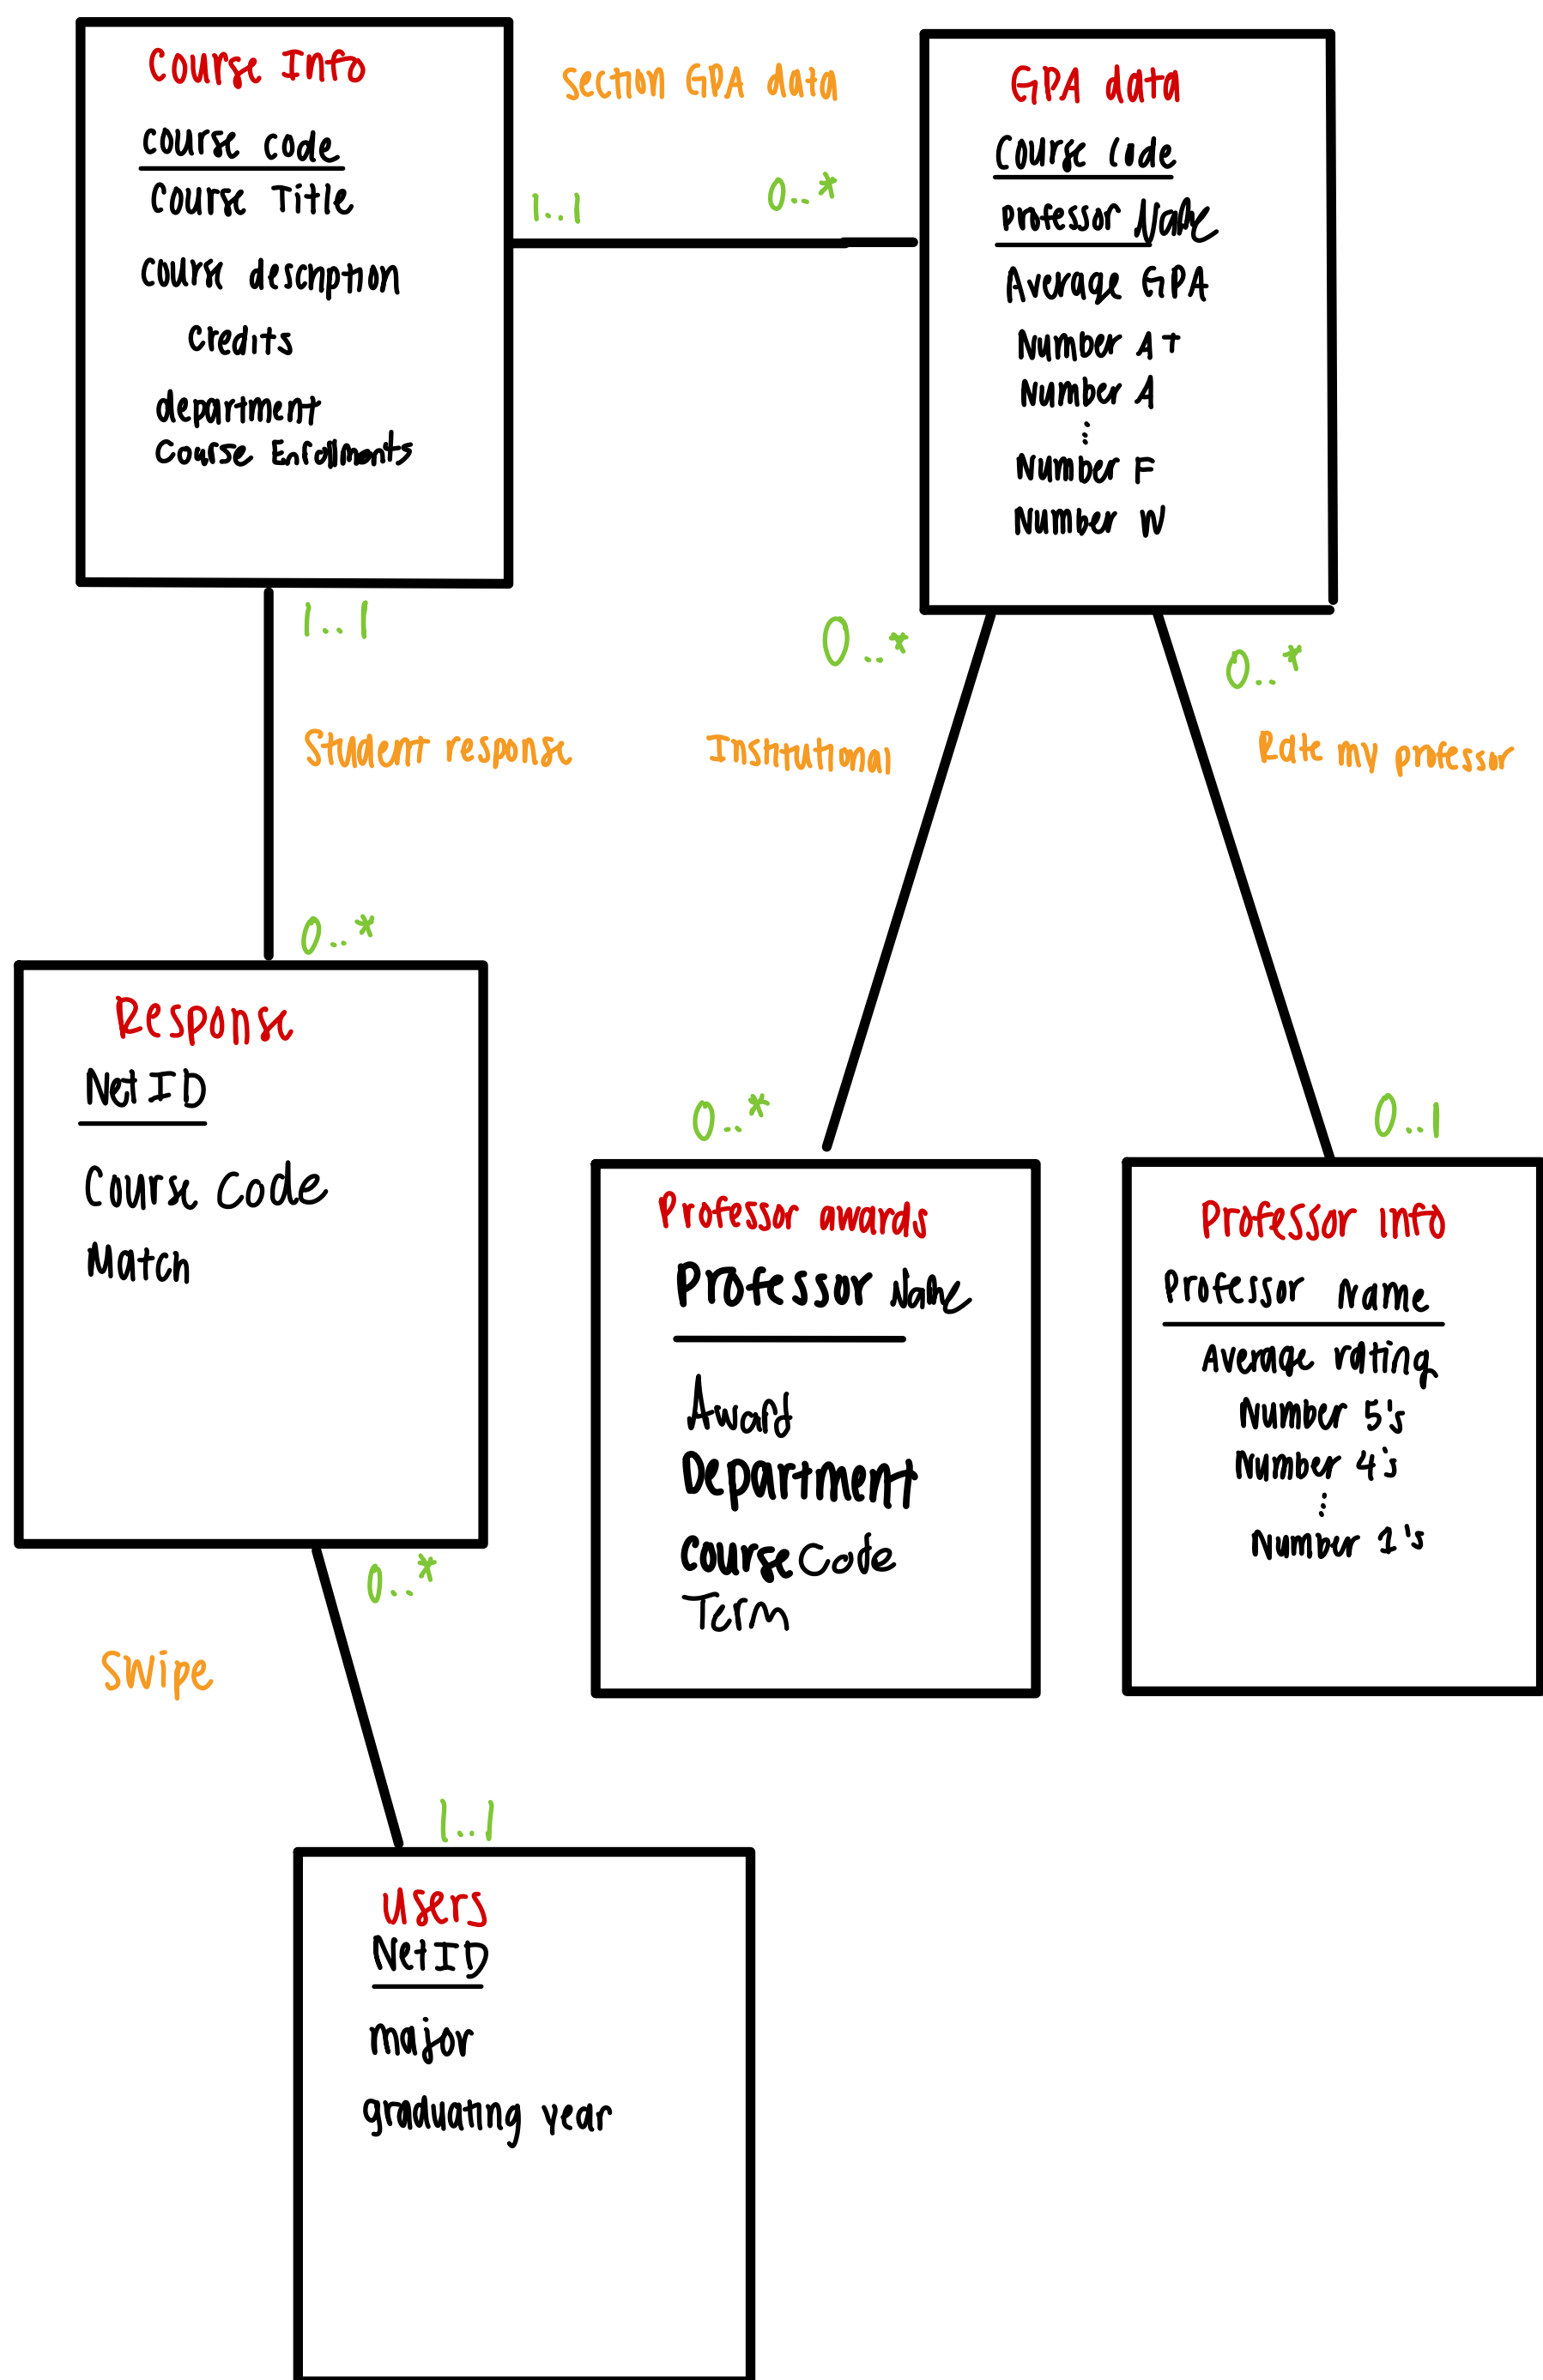 Course Info
course code
Course Title
course description
credits
department
Course Enrollments
section GPA data
1..1
0..*
GPA data
Course Code
professor Name
Average GPA
Number A+
Number A
⋮
Number F
Number W
1..1
Student response
0..*
0..*
Institutional
0..*
0..*
Rate my professor
0..1
Response
NetID
Course Code
Match
Professor awards
Professor Name
Award
Department
course Code
Term
Professor info
Professor name
Average rating
Number 5's
Number 4's
⋮
Number 1's
0..*
Swipe
1..1
Users
NetID
major
graduating year